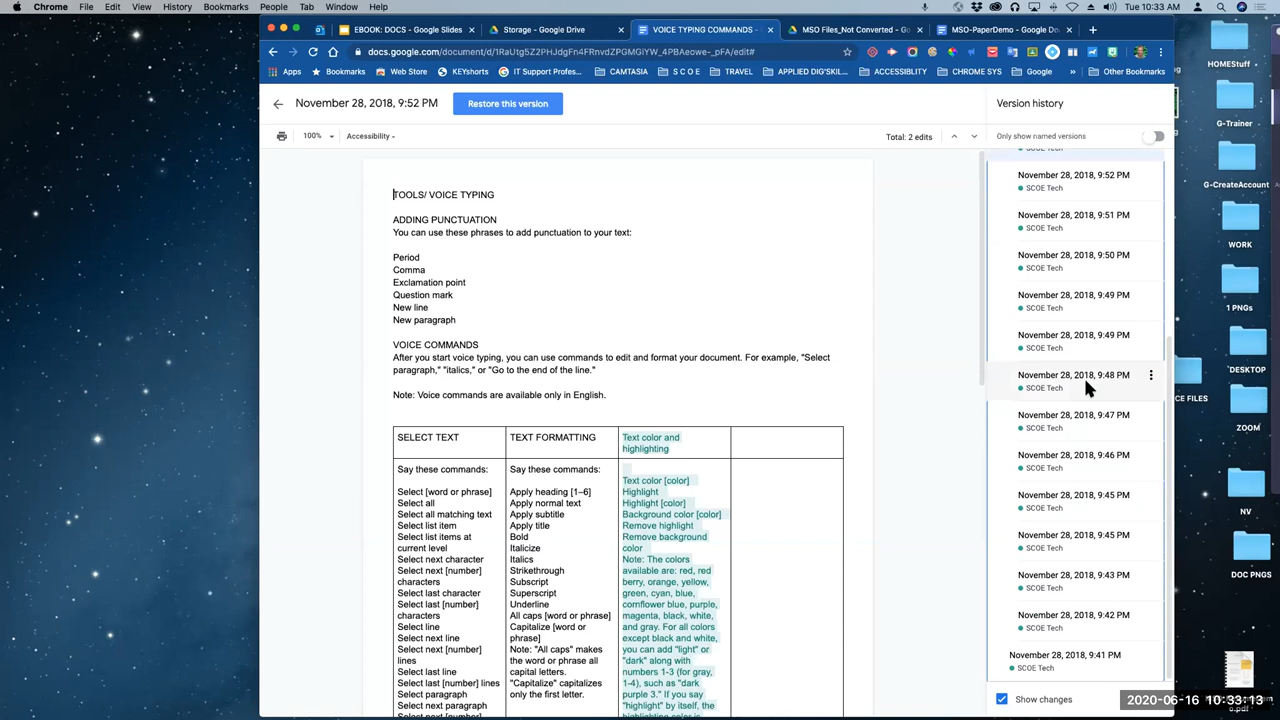 Chrome File Edit View History Bookmarks People Tab Window Help
Tue 10:33 AM
EBOOK: DOCS - Google Slides
Storage - Google Drive
VOICE TYPING COMMANDS -
MSO Files_Not Converted - Go
MSO-PaperDemo - Google Do
docs.google.com/document/d/1RaUtg5Z2PHJdgFn4FRnvdZPGMGiYW_4PBAeowe-_pFA/edit#
Apps Bookmarks Web Store KEYshorts IT Support Profes... CAMTASIA S C O E TRAVEL APPLIED DIG'SKIL... ACCESSIBLITY CHROME SYS Google » Other Bookmarks
November 28, 2018, 9:52 PM
Restore this version
Version history
100%
Accessibility
Total: 2 edits
Only show named versions
TOOLS/ VOICE TYPING
ADDING PUNCTUATION
You can use these phrases to add punctuation to your text:
Period
Comma
Exclamation point
Question mark
New line
New paragraph
VOICE COMMANDS
After you start voice typing, you can use commands to edit and format your document. For example, "Select
paragraph," "italics," or "Go to the end of the line."
Note: Voice commands are available only in English.
SELECT TEXT
Say these commands:
Select [word or phrase]
Select all
Select all matching text
Select list item
Select list items at
current level
Select next character
Select next [number]
characters
Select last character
Select last [number]
characters
Select line
Select next line
Select next [number]
lines
Select last line
Select last [number] lines
Select paragraph
Select next paragraph
TEXT FORMATTING
Say these commands:
Apply heading [1–6]
Apply normal text
Apply subtitle
Apply title
Bold
Italicize
Italics
Strikethrough
Subscript
Superscript
Underline
All caps [word or phrase]
Capitalize [word or
phrase]
Note: "All caps" makes
the word or phrase all
capital letters.
"Capitalize" capitalizes
only the first letter.
Text color and
highlighting
Text color [color]
Highlight
Highlight [color]
Background color [color]
Remove highlight
Remove background
color
Note: The colors
available are: red, red
berry, orange, yellow,
green, cyan, blue,
cornflower blue, purple,
magenta, black, white,
and gray. For all colors
except black and white,
you can add "light" or
"dark" along with
numbers 1-3 (for gray,
1-4), such as "dark
purple 3." If you say
"highlight" by itself, the
highlighting color is
SCOE Tech
November 28, 2018, 9:52 PM
SCOE Tech
November 28, 2018, 9:51 PM
SCOE Tech
November 28, 2018, 9:50 PM
SCOE Tech
November 28, 2018, 9:49 PM
SCOE Tech
November 28, 2018, 9:49 PM
SCOE Tech
November 28, 2018, 9:48 PM
SCOE Tech
November 28, 2018, 9:47 PM
SCOE Tech
November 28, 2018, 9:46 PM
SCOE Tech
November 28, 2018, 9:45 PM
SCOE Tech
November 28, 2018, 9:45 PM
SCOE Tech
November 28, 2018, 9:43 PM
SCOE Tech
November 28, 2018, 9:42 PM
SCOE Tech
November 28, 2018, 9:41 PM
SCOE Tech
Show changes
HOMEStuff
G-Trainer
G-CreateAccount
WORK
1 PNGs
DESKTOP
CE FILES
ZOOM
NV
DOC PNGS
2020-06-16 10:33:13